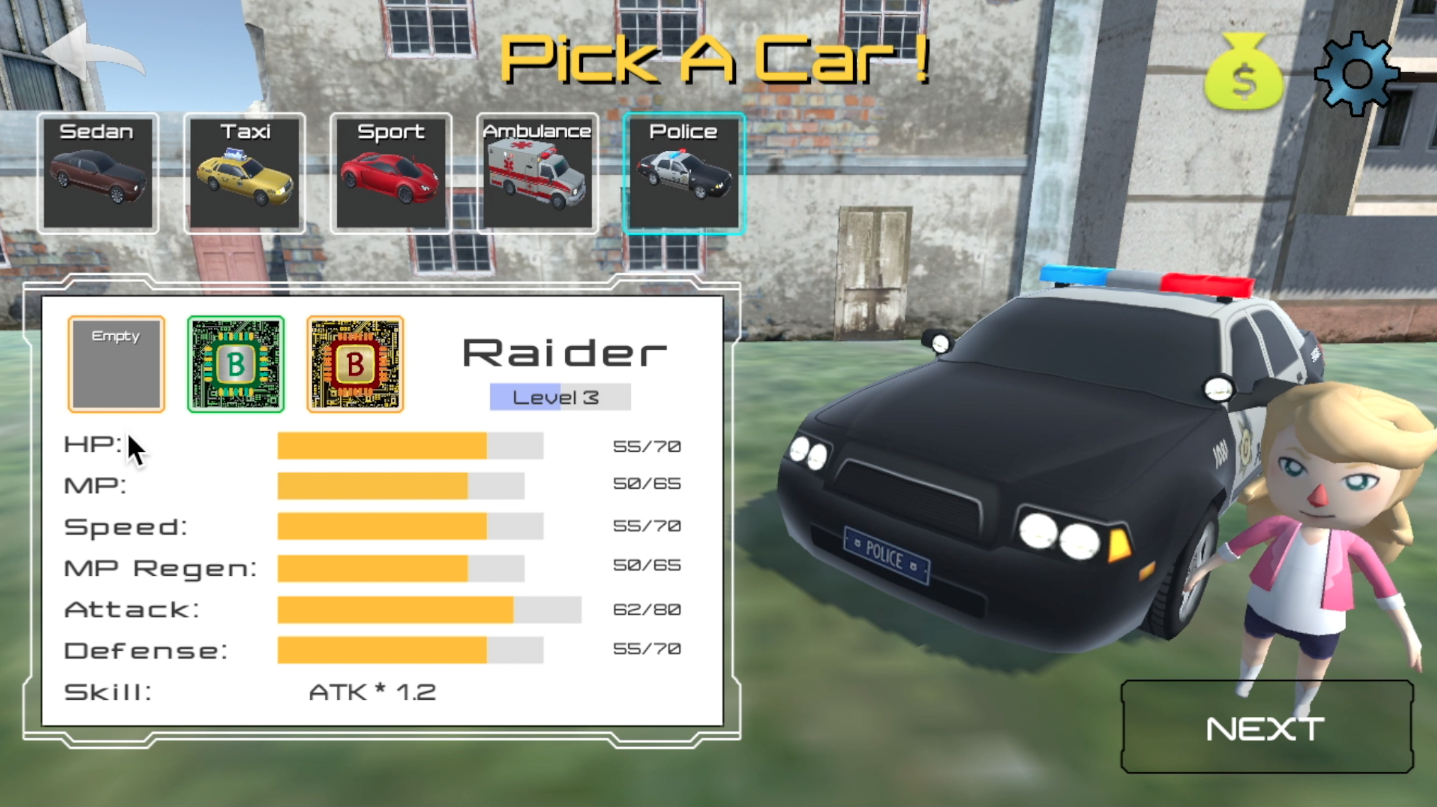 Pick A Car !
$
Sedan
Taxi
Sport
Ambulance
Police
Empty
B
B
Raider
Level 3
HP:
55/70
MP:
50/65
Speed:
55/70
MP Regen:
50/65
Attack:
62/80
Defense:
55/70
Skill:
ATK * 1.2
POLICE
NEXT